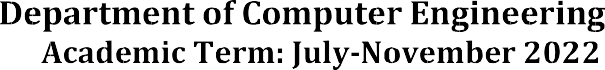 Department of Computer Engineering
Academic Term: July-November 2022